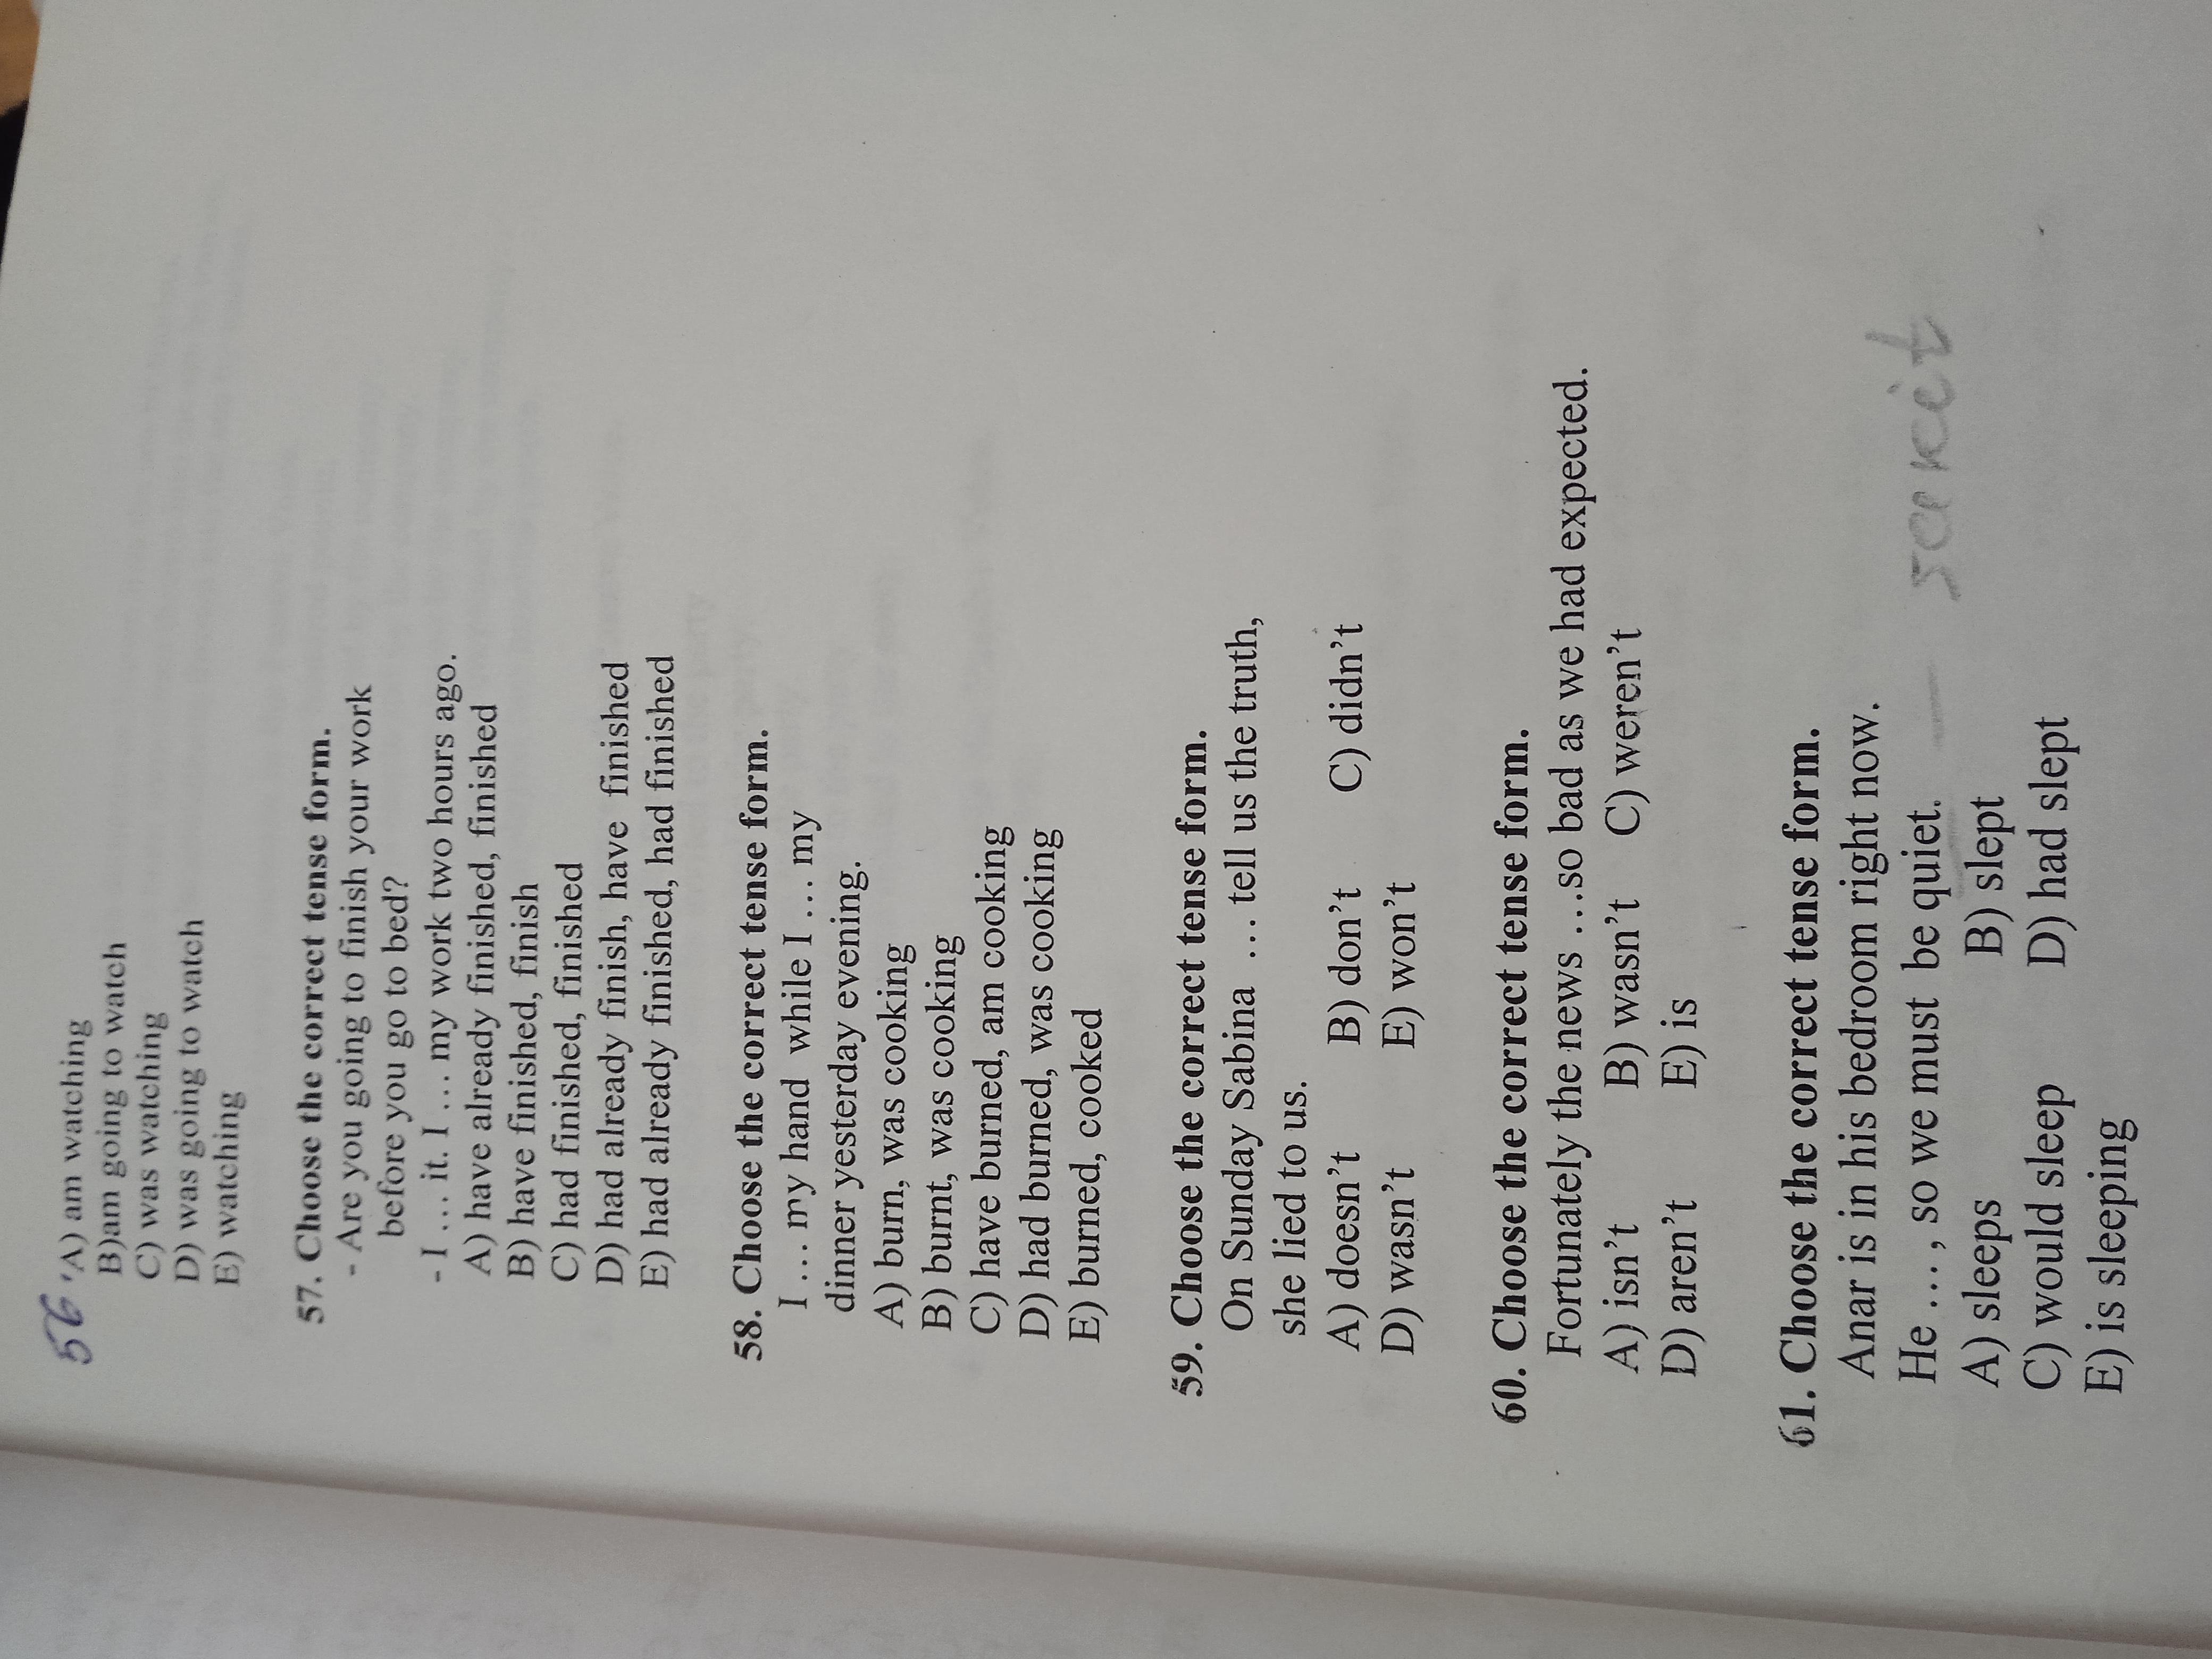 56 A) am watching
B)am going to watch
C) was watching
D) was going to watch
E) watching
57. Choose the correct tense form.
- Are you going to finish your work
before you go to bed?
- I … it. I … my work two hours ago.
A) have already finished, finished
B) have finished, finish
C) had finished, finished
D) had already finish, have finished
E) had already finished, had finished
58. Choose the correct tense form.
I … my hand while I … my
dinner yesterday evening.
A) burn, was cooking
B) burnt, was cooking
C) have burned, am cooking
D) had burned, was cooking
E) burned, cooked
59. Choose the correct tense form.
On Sunday Sabina … tell us the truth,
she lied to us.
A) doesn't B) don't C) didn't
D) wasn't E) won't
60. Choose the correct tense form.
Fortunately the news …so bad as we had expected.
A) isn't B) wasn't C) weren't
D) aren't E) is
61. Choose the correct tense form.
Anar is in his bedroom right now.
He … , so we must be quiet. — sakit
A) sleeps B) slept
C) would sleep D) had slept
E) is sleeping